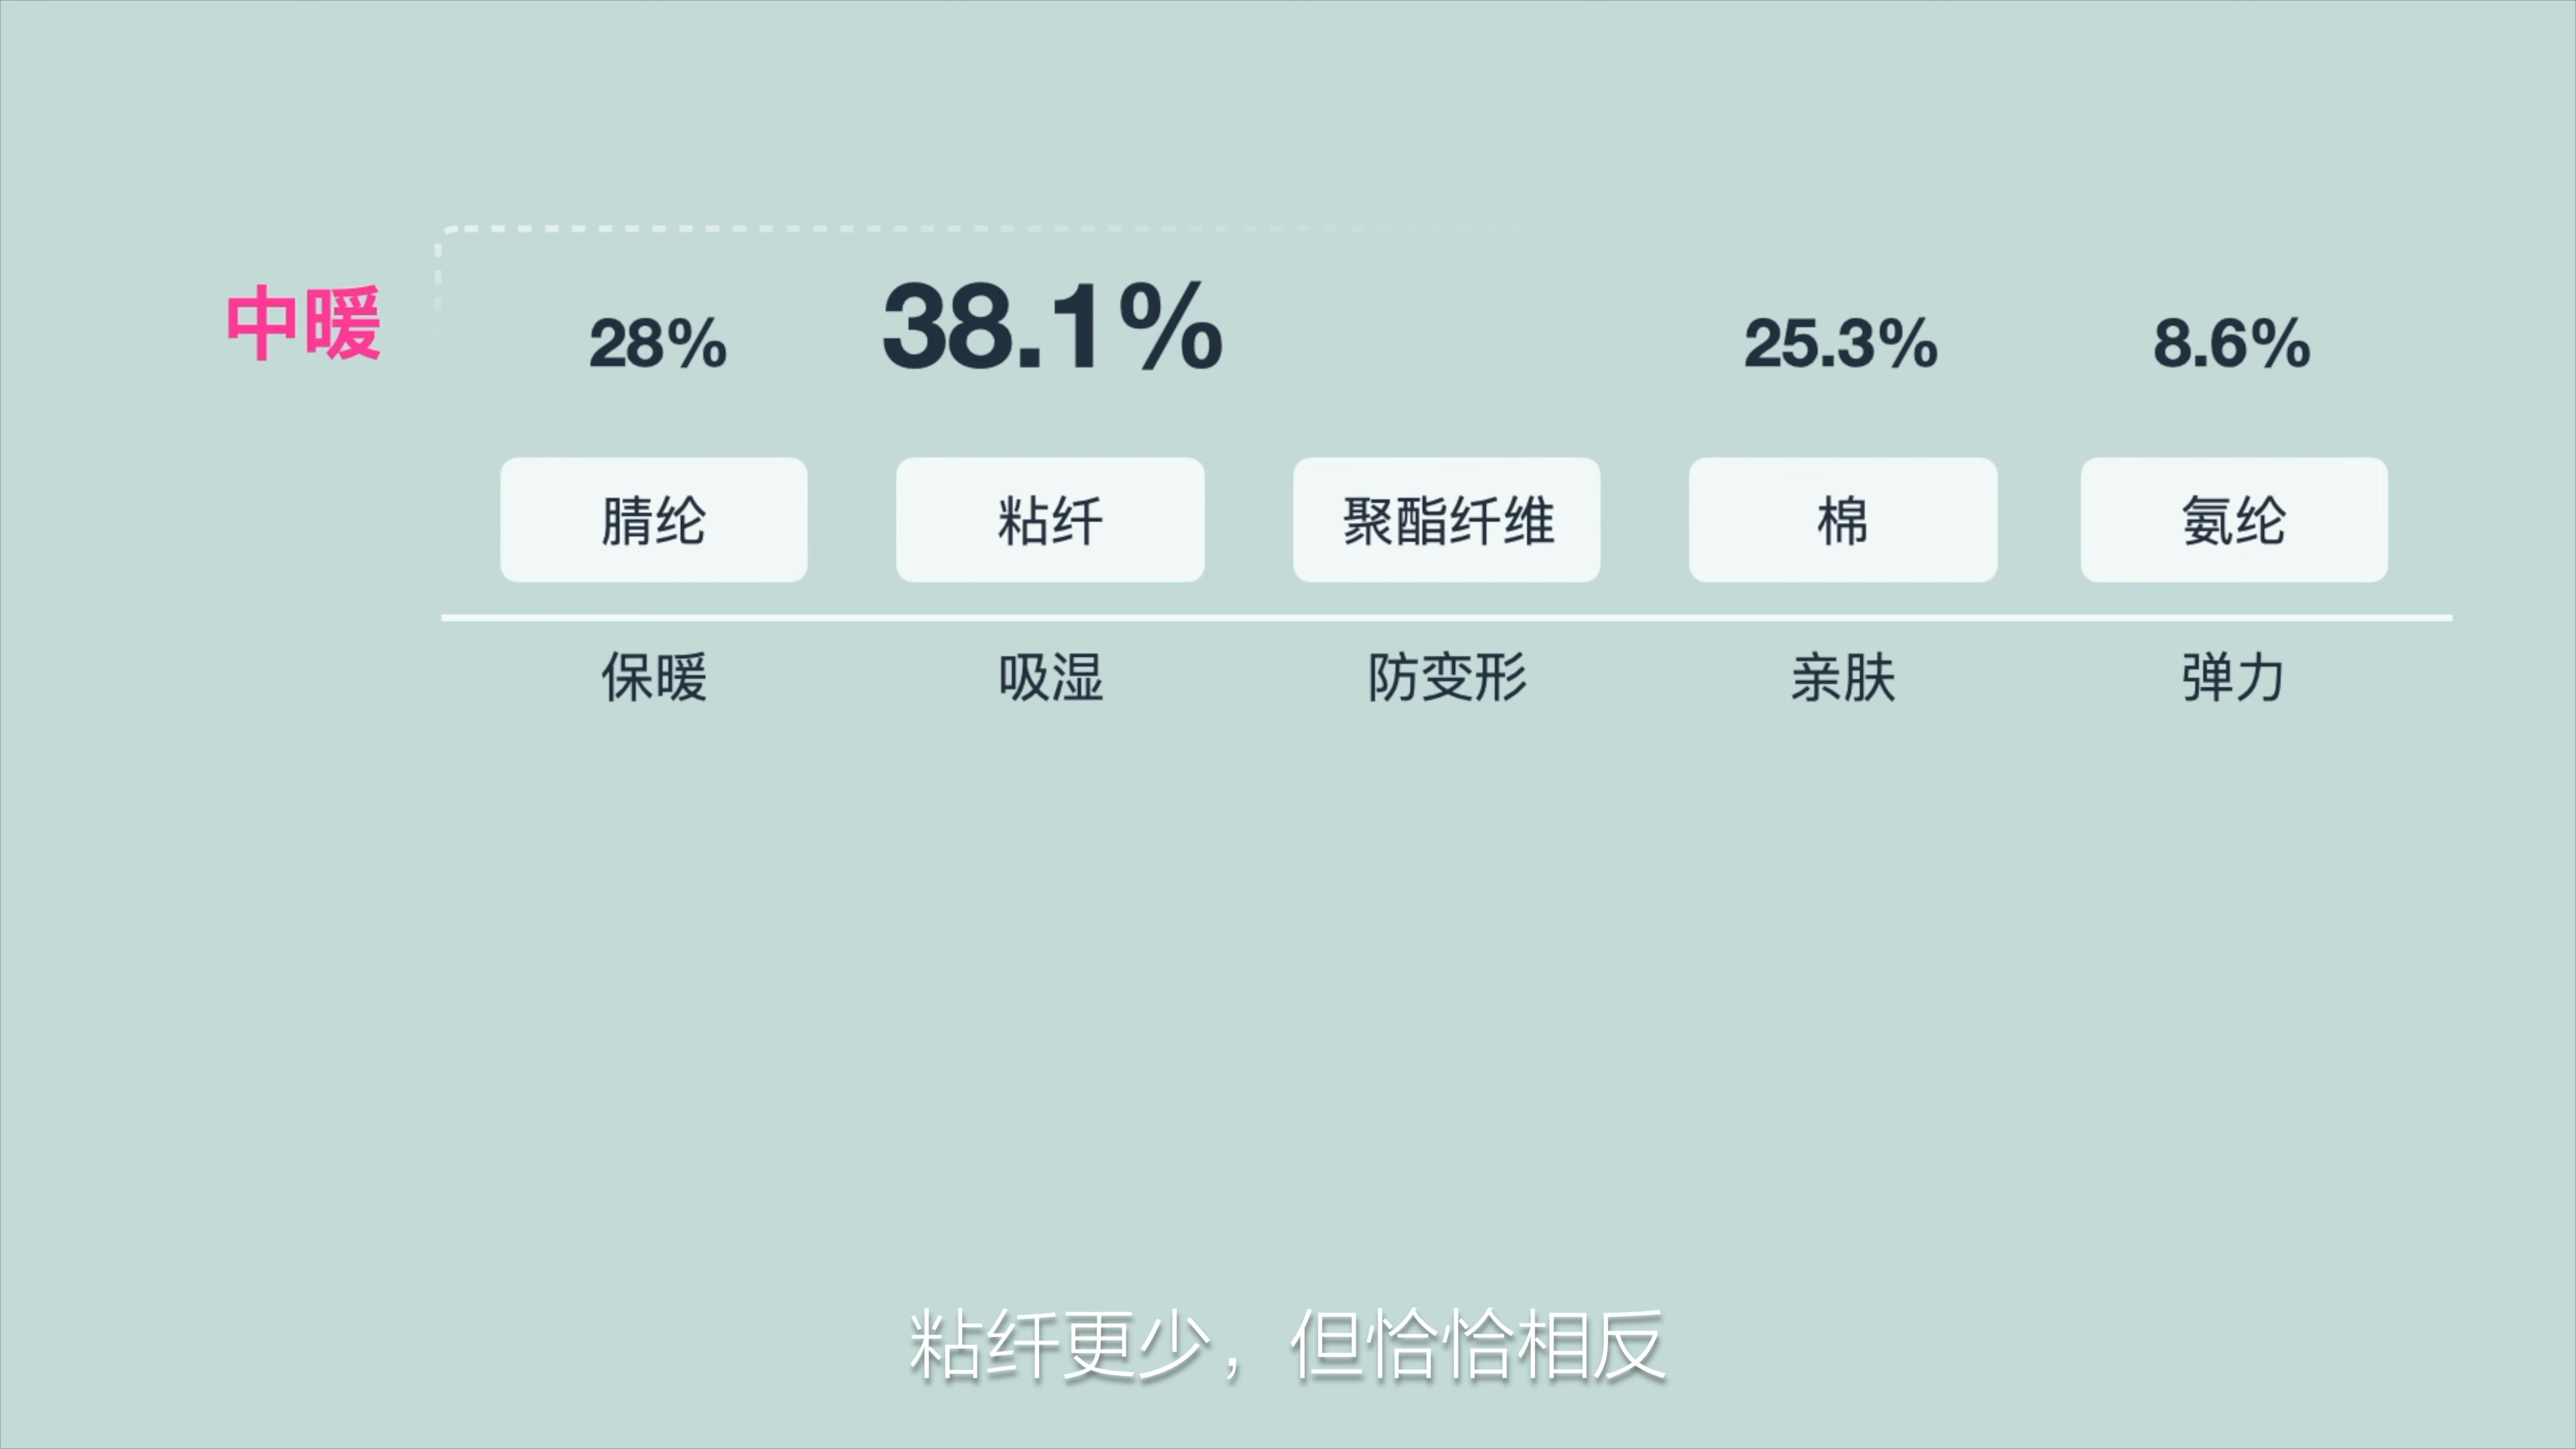 中暖 28% 38.1% 25.3% 8.6%
腈纶 粘纤 聚酯纤维 棉 氨纶
保暖 吸湿 防变形 亲肤 弹力
粘纤更少，但恰恰相反